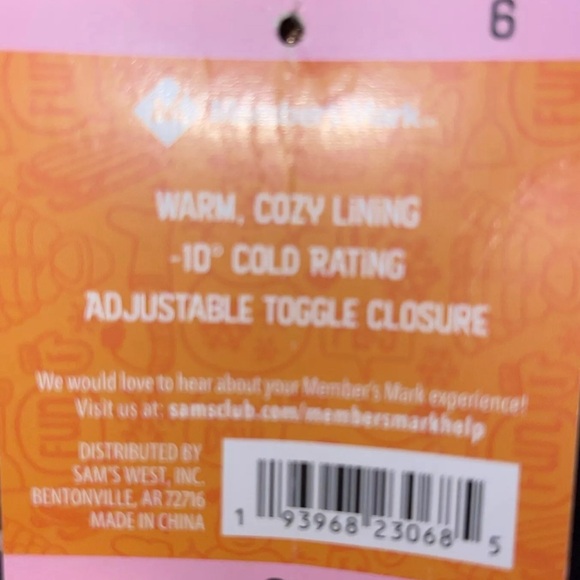 6
Member's Mark
WARM, COZY LINING
-10° COLD RATING
ADJUSTABLE TOGGLE CLOSURE
We would love to hear about your Member's Mark experience!
Visit us at: samsclub.com/membersmarkhelp
DISTRIBUTED BY
SAM'S WEST, INC.
BENTONVILLE, AR 72716
MADE IN CHINA
1 93968 23068 5